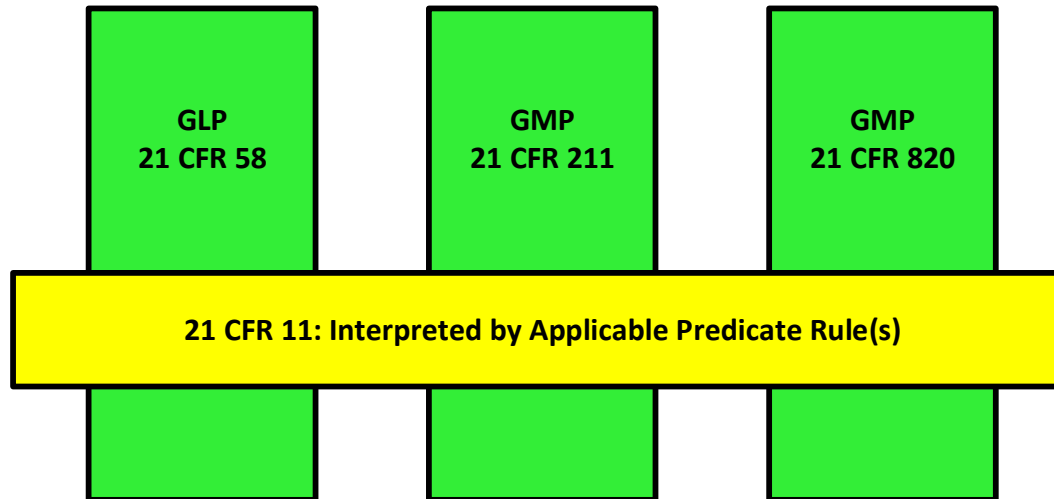 GLP
21 CFR 58
GMP
21 CFR 211
GMP
21 CFR 820
21 CFR 11: Interpreted by Applicable Predicate Rule(s)